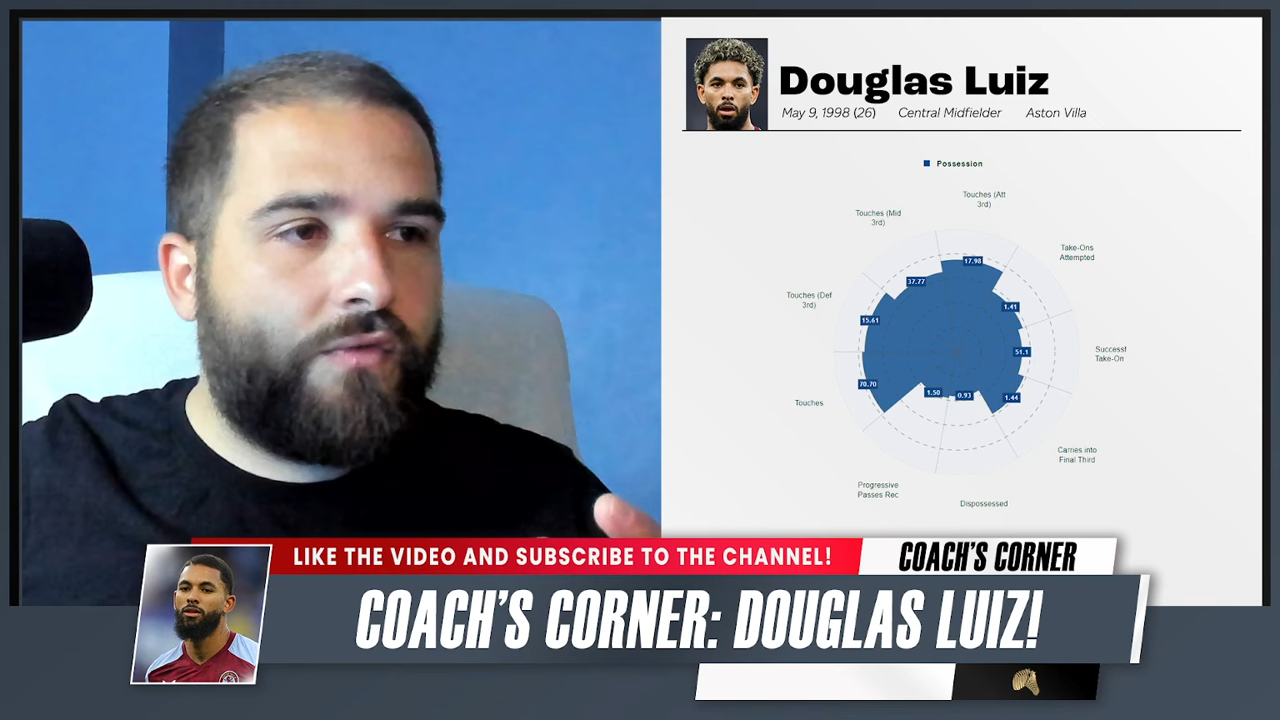 Douglas Luiz
May 9, 1998 (26) Central Midfielder Aston Villa
Possession
Touches (Att
3rd)
Touches (Mid
3rd)
Take-Ons
Attempted
17.98
37.77
Touches (Def
3rd)
1.41
15.61
51.1
Successf
Take-On
70.70
1.50
0.93
1.44
Touches
Carries into
Final Third
Progressive
Passes Rec
Dispossessed
LIKE THE VIDEO AND SUBSCRIBE TO THE CHANNEL!
COACH'S CORNER
COACH'S CORNER: DOUGLAS LUIZ!